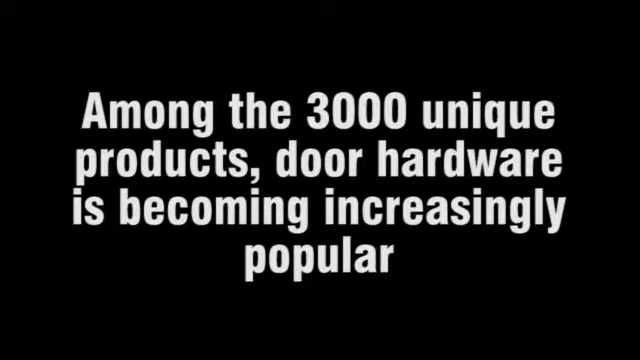 Among the 3000 unique
products, door hardware
is becoming increasingly
popular